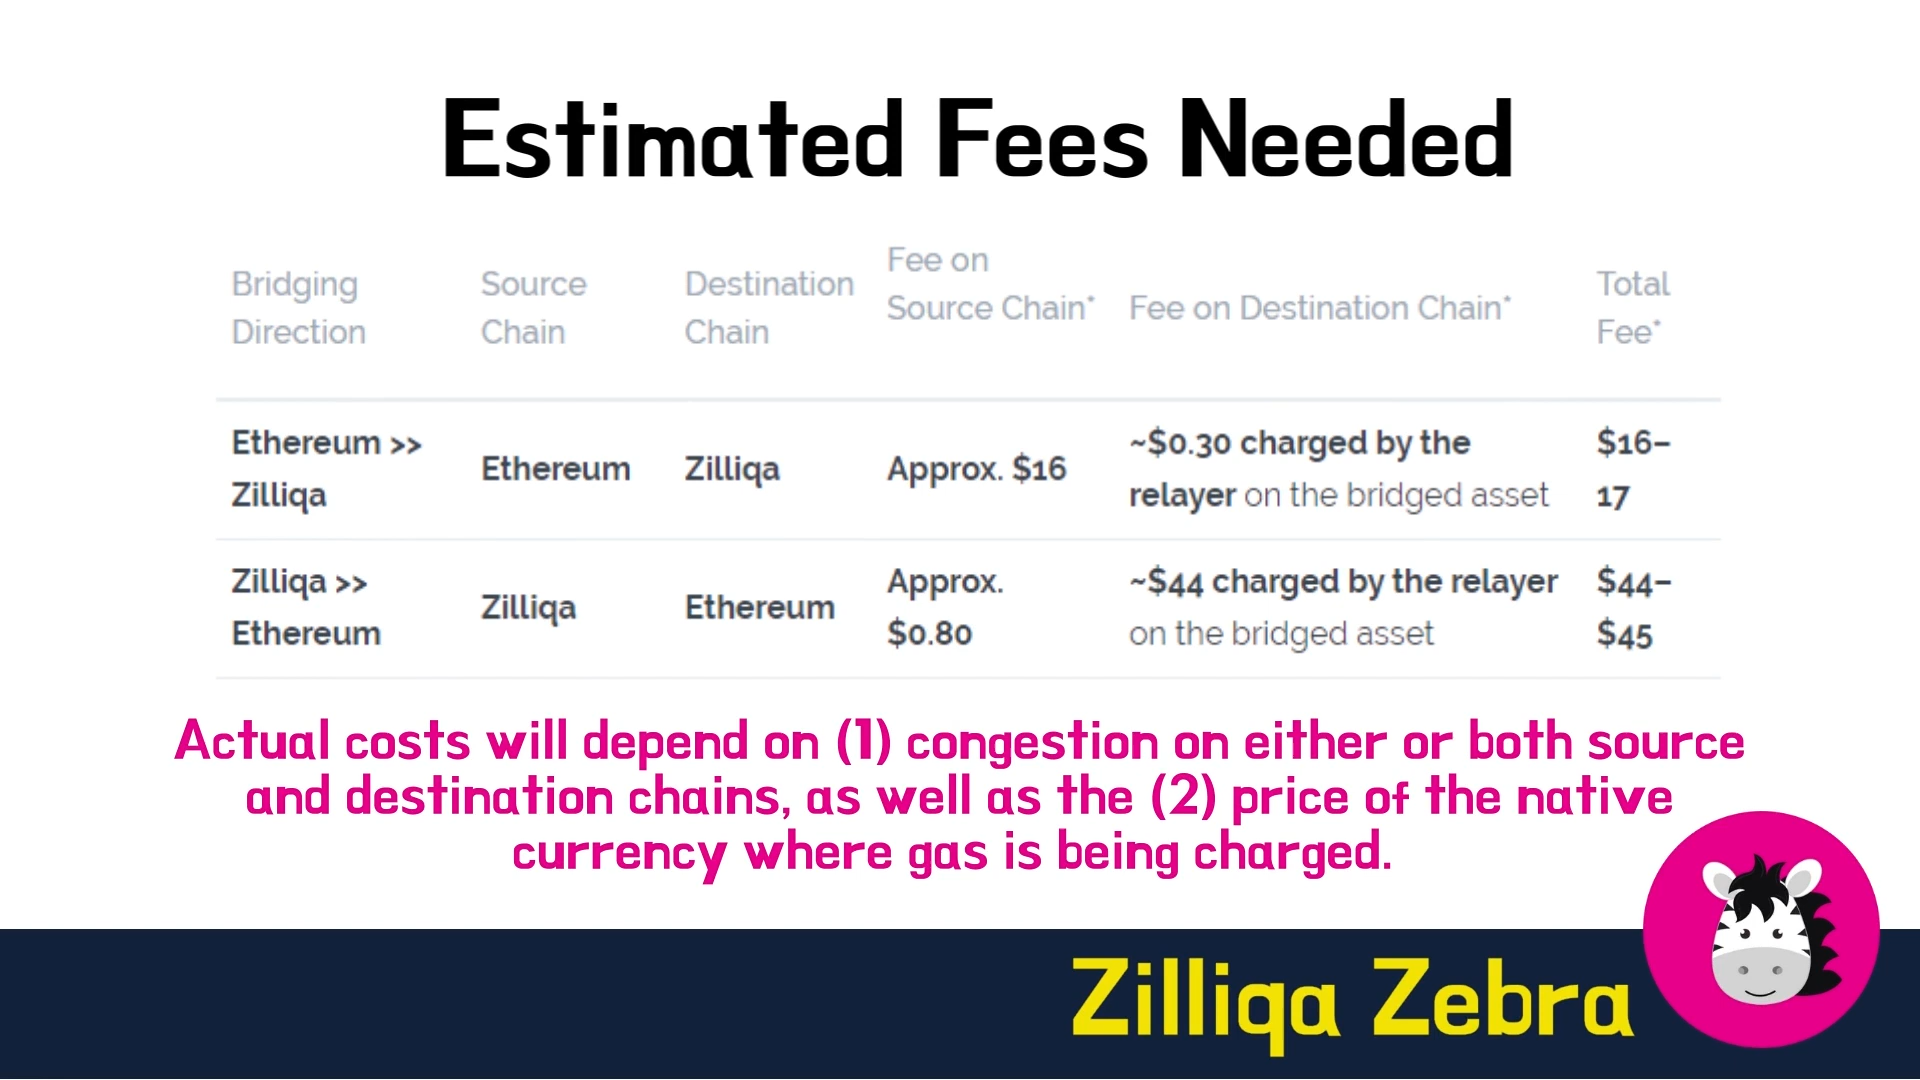 Estimated Fees Needed
Bridging
Direction
Source
Chain
Destination
Chain
Fee on
Source Chain*
Fee on Destination Chain*
Total
Fee*
Ethereum >>
Zilliqa
Ethereum
Zilliqa
Approx. $16
~$0.30 charged by the
relayer on the bridged asset
$16–
17
Zilliqa >>
Ethereum
Zilliqa
Ethereum
Approx.
$0.80
~$44 charged by the relayer
on the bridged asset
$44–
$45
Actual costs will depend on (1) congestion on either or both source
and destination chains, as well as the (2) price of the native
currency where gas is being charged.
Zilliqa Zebra